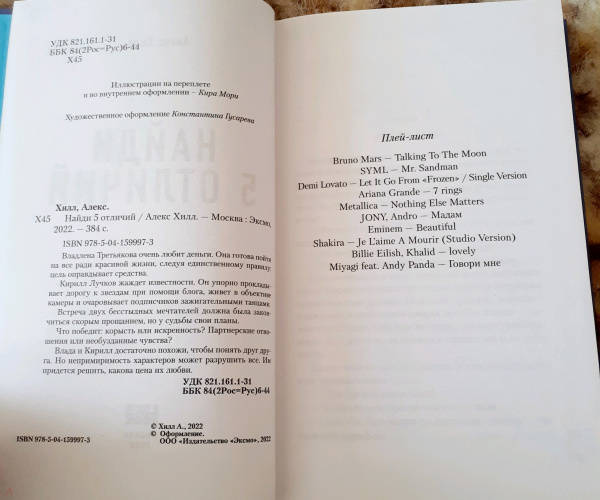 УДК 821.161.1-31
ББК 84(2Рос=Рус)6-44
Х45
Иллюстрации на переплете
и во внутреннем оформлении – Кира Мори
Художественное оформление Константина Гусарева
НАЙДИ
Хилл, Алекс.
Х45 Найди 5 отличий / Алекс Хилл. — Москва : Эксмо,
2022. – 384 с.
ISBN 978-5-04-159997-3
Владлена Третьякова очень любит деньги. Она готова пойти
на все ради красивой жизни, следуя единственному правилу:
цель оправдывает средства.
Кирилл Лучков жаждет известности. Он упорно проклады-
вает дорогу к звездам при помощи блога, живет в объективе
камеры и очаровывает подписчиков зажигательными танцами.
Встреча двух бесстыдных мечтателей должна была закон-
читься скорым прощанием, но у судьбы свои планы.
Что победит: корысть или искренность? Партнерские отно-
шения или необузданные чувства?
Влада и Кирилл достаточно похожи, чтобы понять друг дру-
га. Но непримиримость характеров может разрушить все. Им
придется решить, какова цена их любви.
УДК 821.161.1-31
ББК 84(2Рос=Рус)6-44
© Хилл А., 2022
© Оформление.
ISBN 978-5-04-159997-3 ООО «Издательство «Эксмо», 2022
Плей-лист
Bruno Mars — Talking To The Moon
SYML — Mr. Sandman
Demi Lovato — Let It Go From «Frozen» / Single Version
Ariana Grande — 7 rings
Metallica — Nothing Else Matters
JONY, Andro — Мадам
Eminem — Beautiful
Shakira — Je L'aime A Mourir (Studio Version)
Billie Eilish, Khalid — lovely
Miyagi feat. Andy Panda — Говори мне